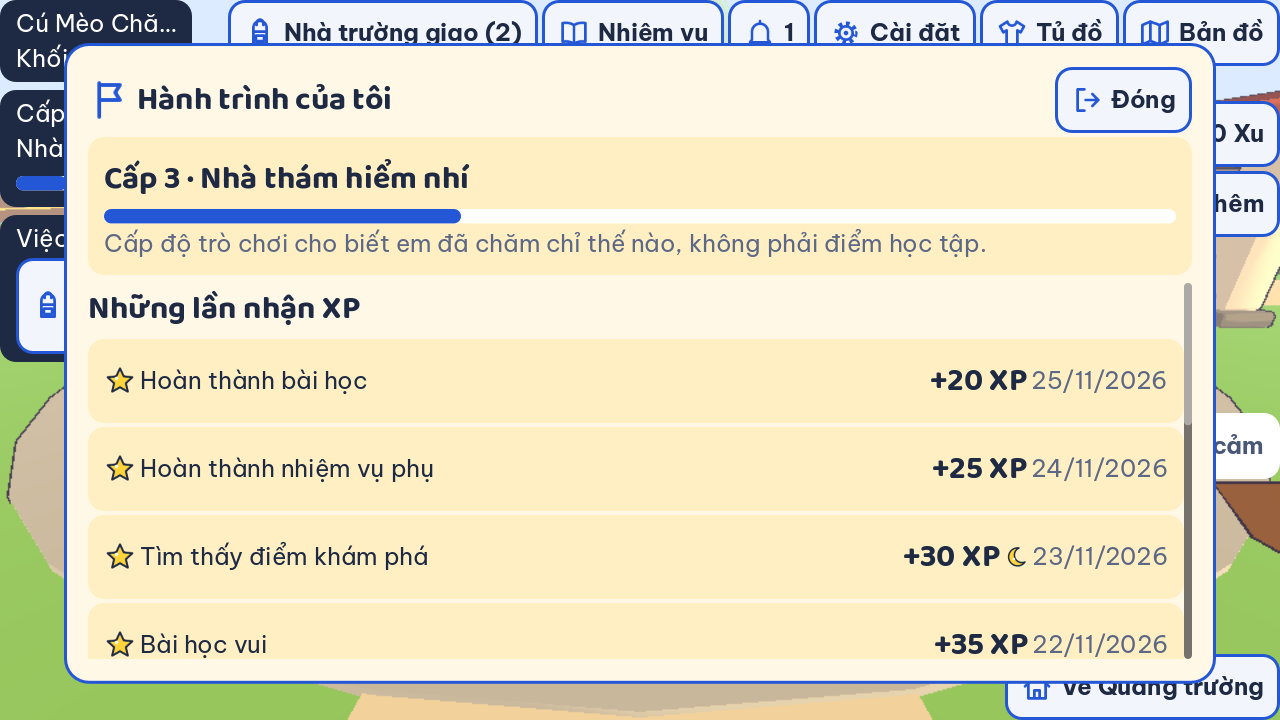 Cú Mèo Chă...
Khối
Nhà trường giao (2)
Nhiệm vụ
1
Cài đặt
Tủ đồ
Bản đồ
Hành trình của tôi
Đóng
Cấp
Nhà
Xu
Cấp 3 · Nhà thám hiểm nhí
Cấp độ trò chơi cho biết em đã chăm chỉ thế nào, không phải điểm học tập.
Việc
Những lần nhận XP
Hoàn thành bài học +20 XP 25/11/2026
Hoàn thành nhiệm vụ phụ +25 XP 24/11/2026
Tìm thấy điểm khám phá +30 XP 23/11/2026
cảm
Bài học vui +35 XP 22/11/2026
Về Quảng trường